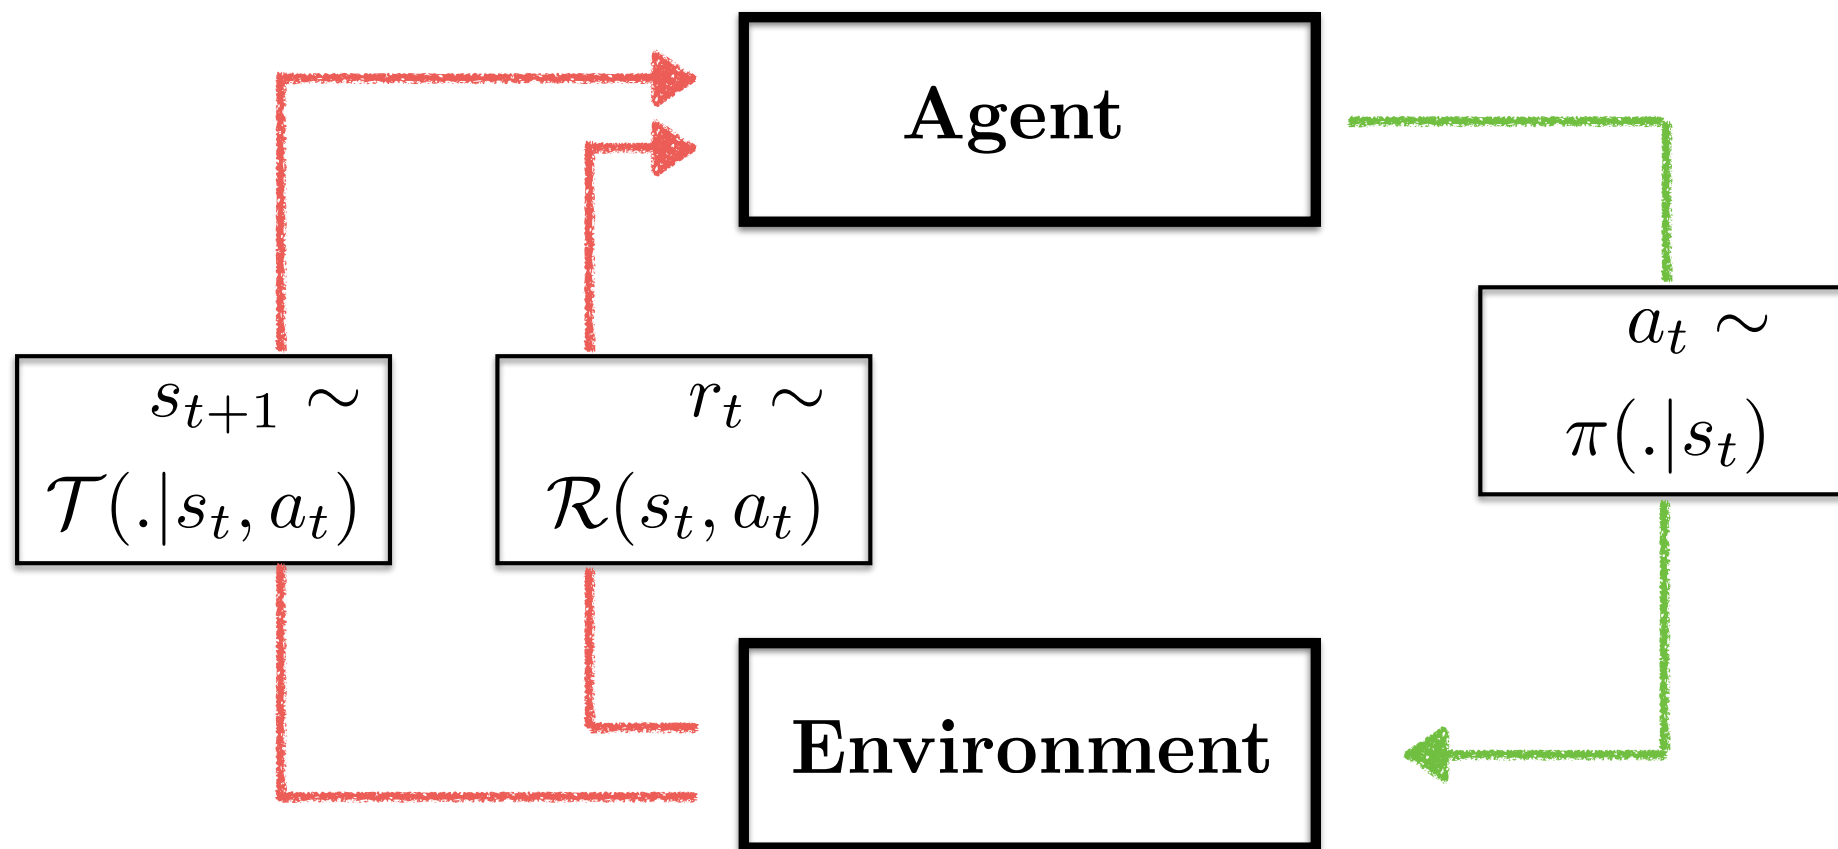 Agent
s_{t+1} ∼
𝒯(.|s_t, a_t)
r_t ∼
ℛ(s_t, a_t)
a_t ∼
π(.|s_t)
Environment